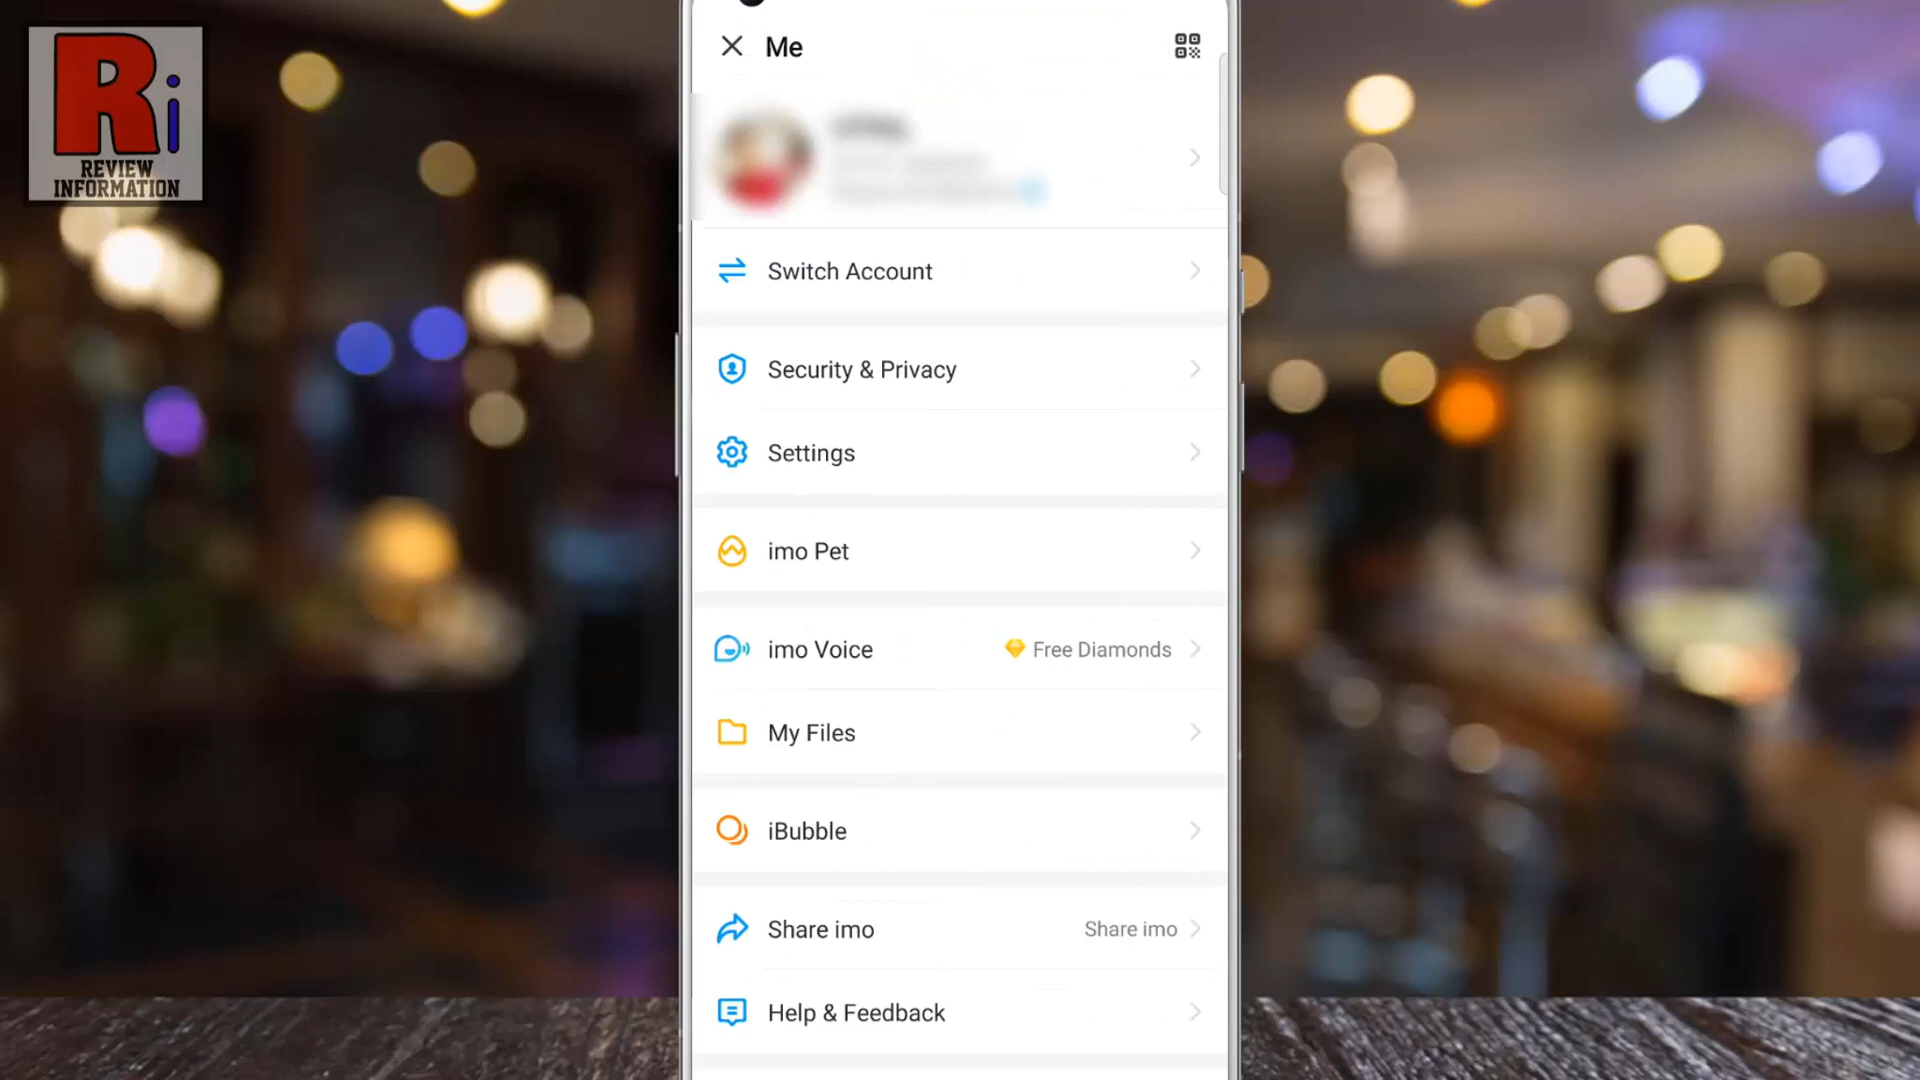 Ri
REVIEW
INFORMATION
Me
Switch Account
Security & Privacy
Settings
imo Pet
imo Voice Free Diamonds
My Files
iBubble
Share imo Share imo
Help & Feedback